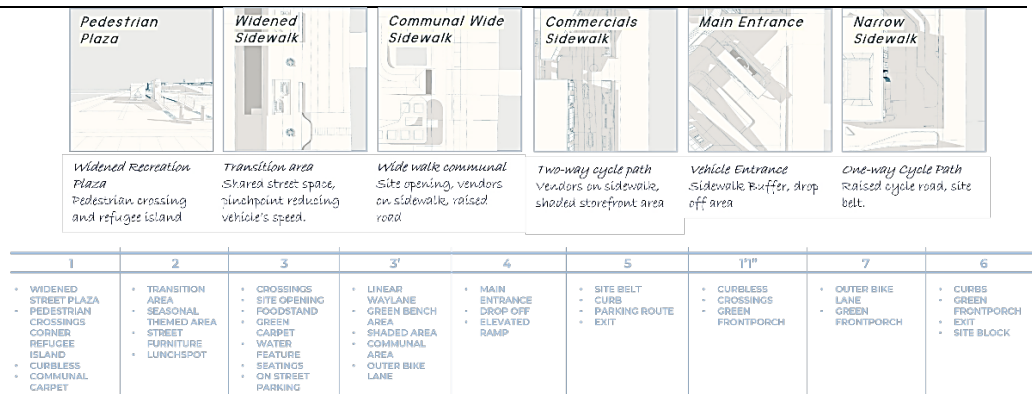 Pedestrian
Plaza
Widened
Sidewalk
Communal Wide
Sidewalk
Commercials
Sidewalk
Main Entrance
Narrow
Sidewalk
Widened Recreation
Plaza
Pedestrian crossing
and refugee island
Transition area
Shared street space,
pinchpoint reducing
vehicle's speed.
Wide walk communal
Site opening, vendors
on sidewalk, raised
road
Two-way cycle path
Vendors on sidewalk,
shaded storefront area
Vehicle Entrance
Sidewalk Buffer, drop
off area
One-way Cycle Path
Raised cycle road, site
belt.
1
2
3
3'
4
5
1'1"
7
6
• WIDENED
STREET PLAZA
• PEDESTRIAN
CROSSINGS
CORNER
REFUGEE
ISLAND
• CURBLESS
• COMMUNAL
CARPET
• TRANSITION
AREA
• SEASONAL
THEMED AREA
• STREET
FURNITURE
• LUNCHSPOT
• CROSSINGS
• SITE OPENING
• FOODSTAND
• GREEN
CARPET
• WATER
FEATURE
• SEATINGS
• ON STREET
PARKING
• LINEAR
WAYLANE
• GREEN BENCH
AREA
• SHADED AREA
• COMMUNAL
AREA
• OUTER BIKE
LANE
• MAIN
ENTRANCE
• DROP OFF
• ELEVATED
RAMP
• SITE BELT
• CURB
• PARKING ROUTE
• EXIT
• CURBLESS
• CROSSINGS
• GREEN
FRONTPORCH
• OUTER BIKE
LANE
• GREEN
FRONTPORCH
• CURBS
• GREEN
FRONTPORCH
• EXIT
• SITE BLOCK